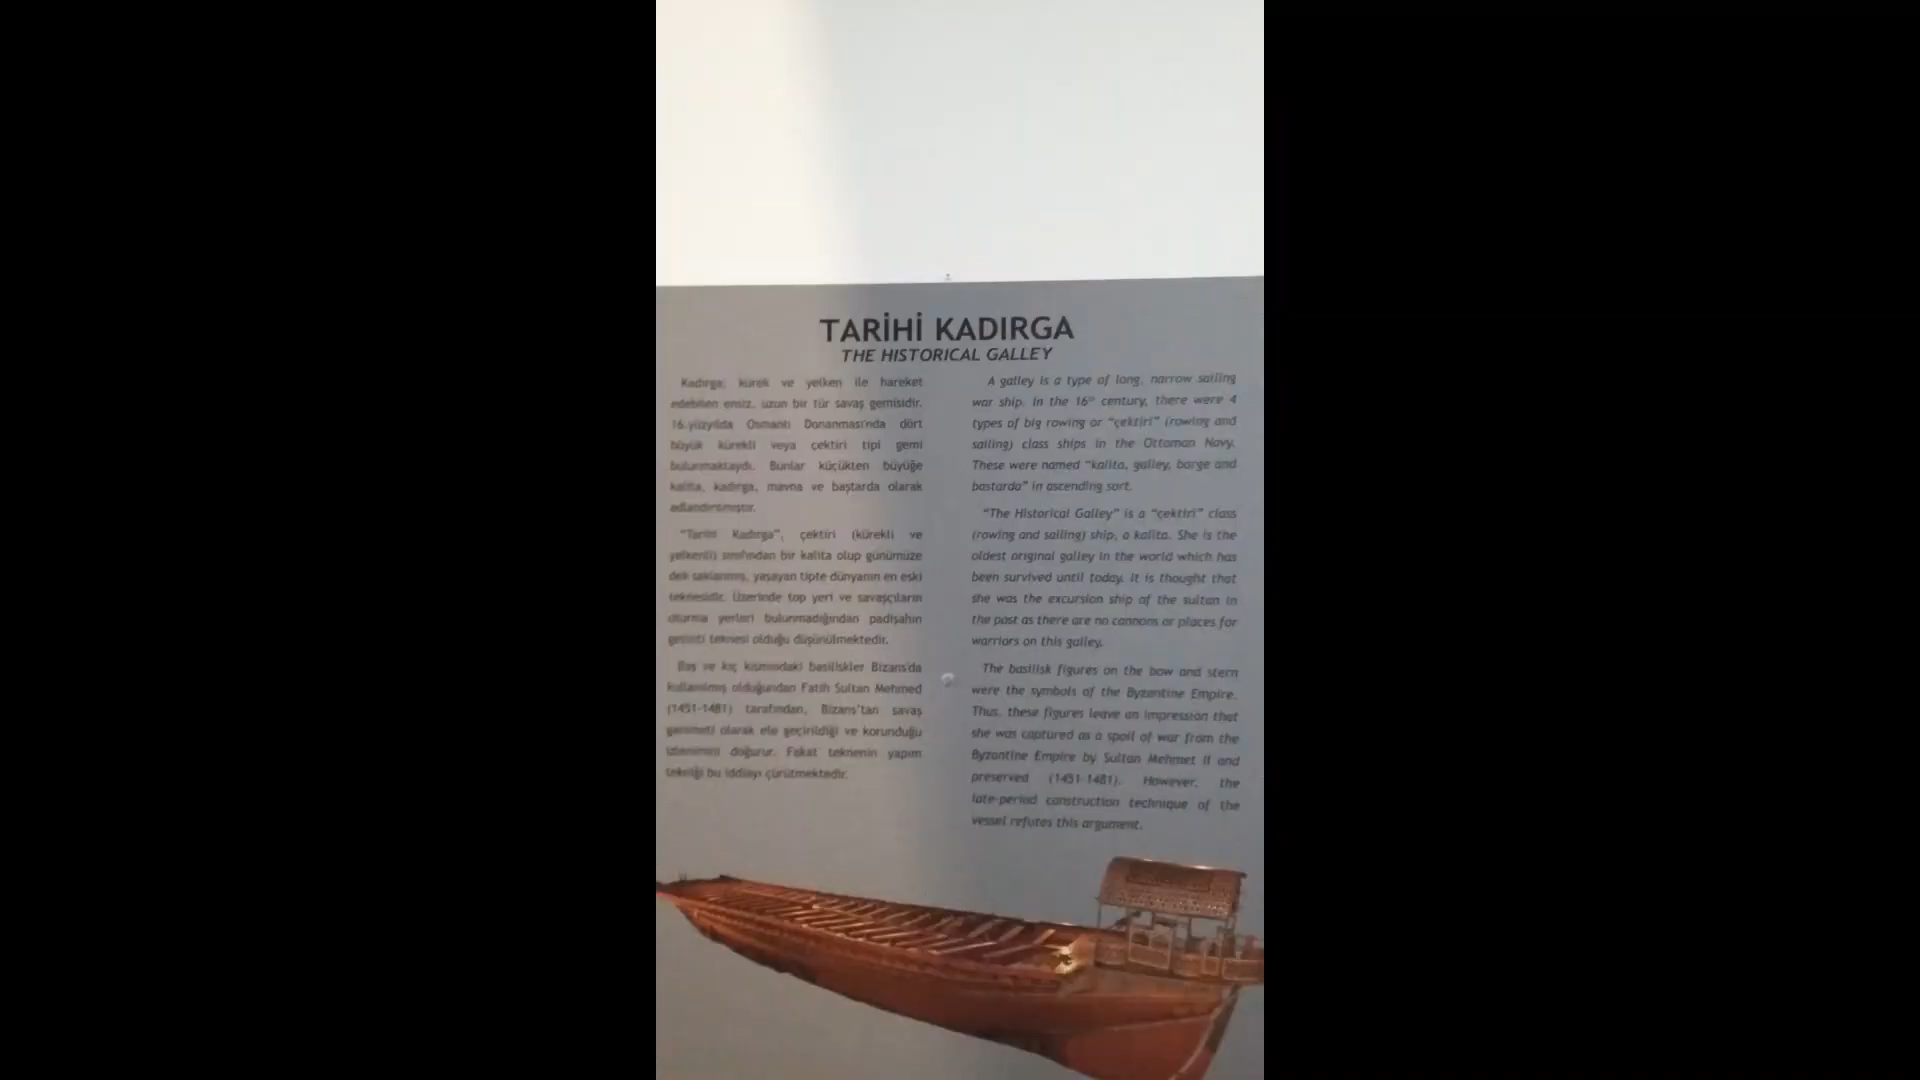 TARİHİ KADIRGA
THE HISTORICAL GALLEY
Kadırga; kürek ve yelken ile hareket
edebilen ensiz, uzun bir tür savaş gemisidir.
16.yüzyılda Osmanlı Donanması'nda dört
büyük kürekli veya çektiri tipi gemi
bulunmaktaydı. Bunlar küçükten büyüğe
kalita, kadırga, mavna ve baştarda olarak
adlandırılmıştır.
"Tarihi Kadırga", çektiri (kürekli ve
yelkenli) sınıfından bir kalita olup günümüze
dek saklanmış, yaşayan tipte dünyanın en eski
teknesidir. Üzerinde top yeri ve savaşçıların
oturma yerleri bulunmadığından padişahın
gezinti teknesi olduğu düşünülmektedir.
Baş ve kıç kısmındaki basiliskler Bizans'da
kullanılmış olduğundan Fatih Sultan Mehmed
(1451-1481) tarafından, Bizans'tan savaş
ganimeti olarak ele geçirildiği ve korunduğu
izlenimini doğurur. Fakat teknenin yapım
tekniği bu iddiayı çürütmektedir.
A galley is a type of long, narrow sailing
war ship. In the 16th century, there were 4
types of big rowing or "çektiri" (rowing and
sailing) class ships in the Ottoman Navy.
These were named "kalita, galley, barge and
bastarda" in ascending sort.
"The Historical Galley" is a "çektiri" class
(rowing and sailing) ship, a kalita. She is the
oldest original galley in the world which has
been survived until today. It is thought that
she was the excursion ship of the sultan in
the past as there are no cannons or places for
warriors on this galley.
The basilisk figures on the bow and stern
were the symbols of the Byzantine Empire.
Thus, these figures leave an impression that
she was captured as a spoil of war from the
Byzantine Empire by Sultan Mehmet II and
preserved (1451-1481). However, the
late-period construction technique of the
vessel refutes this argument.